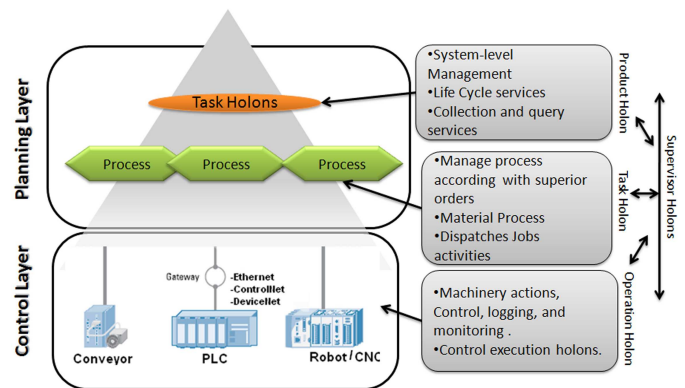 Planning Layer
Task Holons
Process
Process
Process
•System-level
Management
•Life Cycle services
•Collection and query
services
•Manage process
according with superior
orders
•Material Process
•Dispatches Jobs
activities
Product Holon
Task Holon
Operation Holon
Supervisor Holons
Control Layer
Gateway
-Ethernet
-ControlNet
-DeviceNet
Conveyor
PLC
Robot/CNC
•Machinery actions,
Control, logging, and
monitoring .
•Control execution holons.